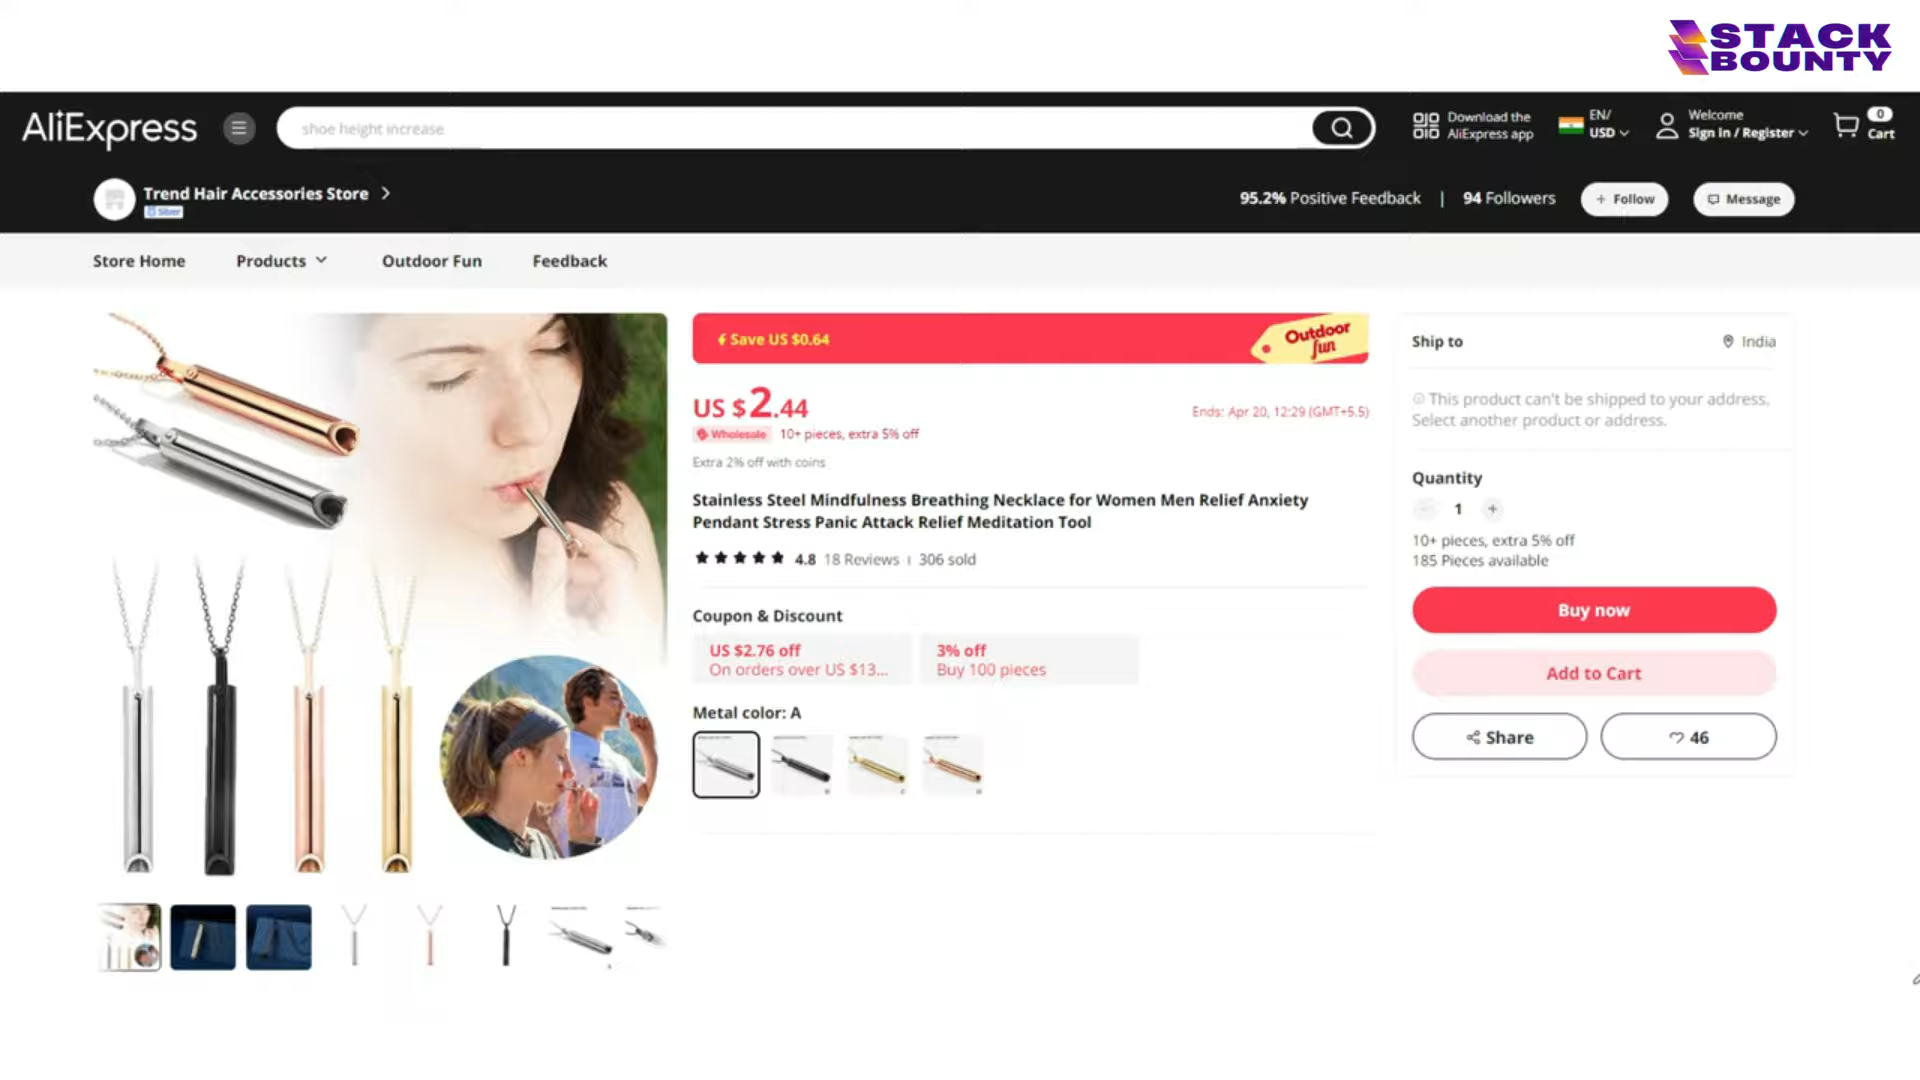 STACK
BOUNTY
AliExpress
shoe height increase
Download the
AliExpress app
EN/
USD
Welcome
Sign in / Register
0
Cart
Trend Hair Accessories Store
Silver
95.2% Positive Feedback | 94 Followers
+ Follow
Message
Store Home
Products
Outdoor Fun
Feedback
Save US $0.64
Outdoor
fun
US $2.44
Ends: Apr 20, 12:29 (GMT+5.5)
Wholesale
10+ pieces, extra 5% off
Extra 2% off with coins
Stainless Steel Mindfulness Breathing Necklace for Women Men Relief Anxiety
Pendant Stress Panic Attack Relief Meditation Tool
4.8 18 Reviews | 306 sold
Coupon & Discount
US $2.76 off
On orders over US $13...
3% off
Buy 100 pieces
Metal color: A
Ship to
India
This product can't be shipped to your address.
Select another product or address.
Quantity
- 1 +
10+ pieces, extra 5% off
185 Pieces available
Buy now
Add to Cart
Share
46